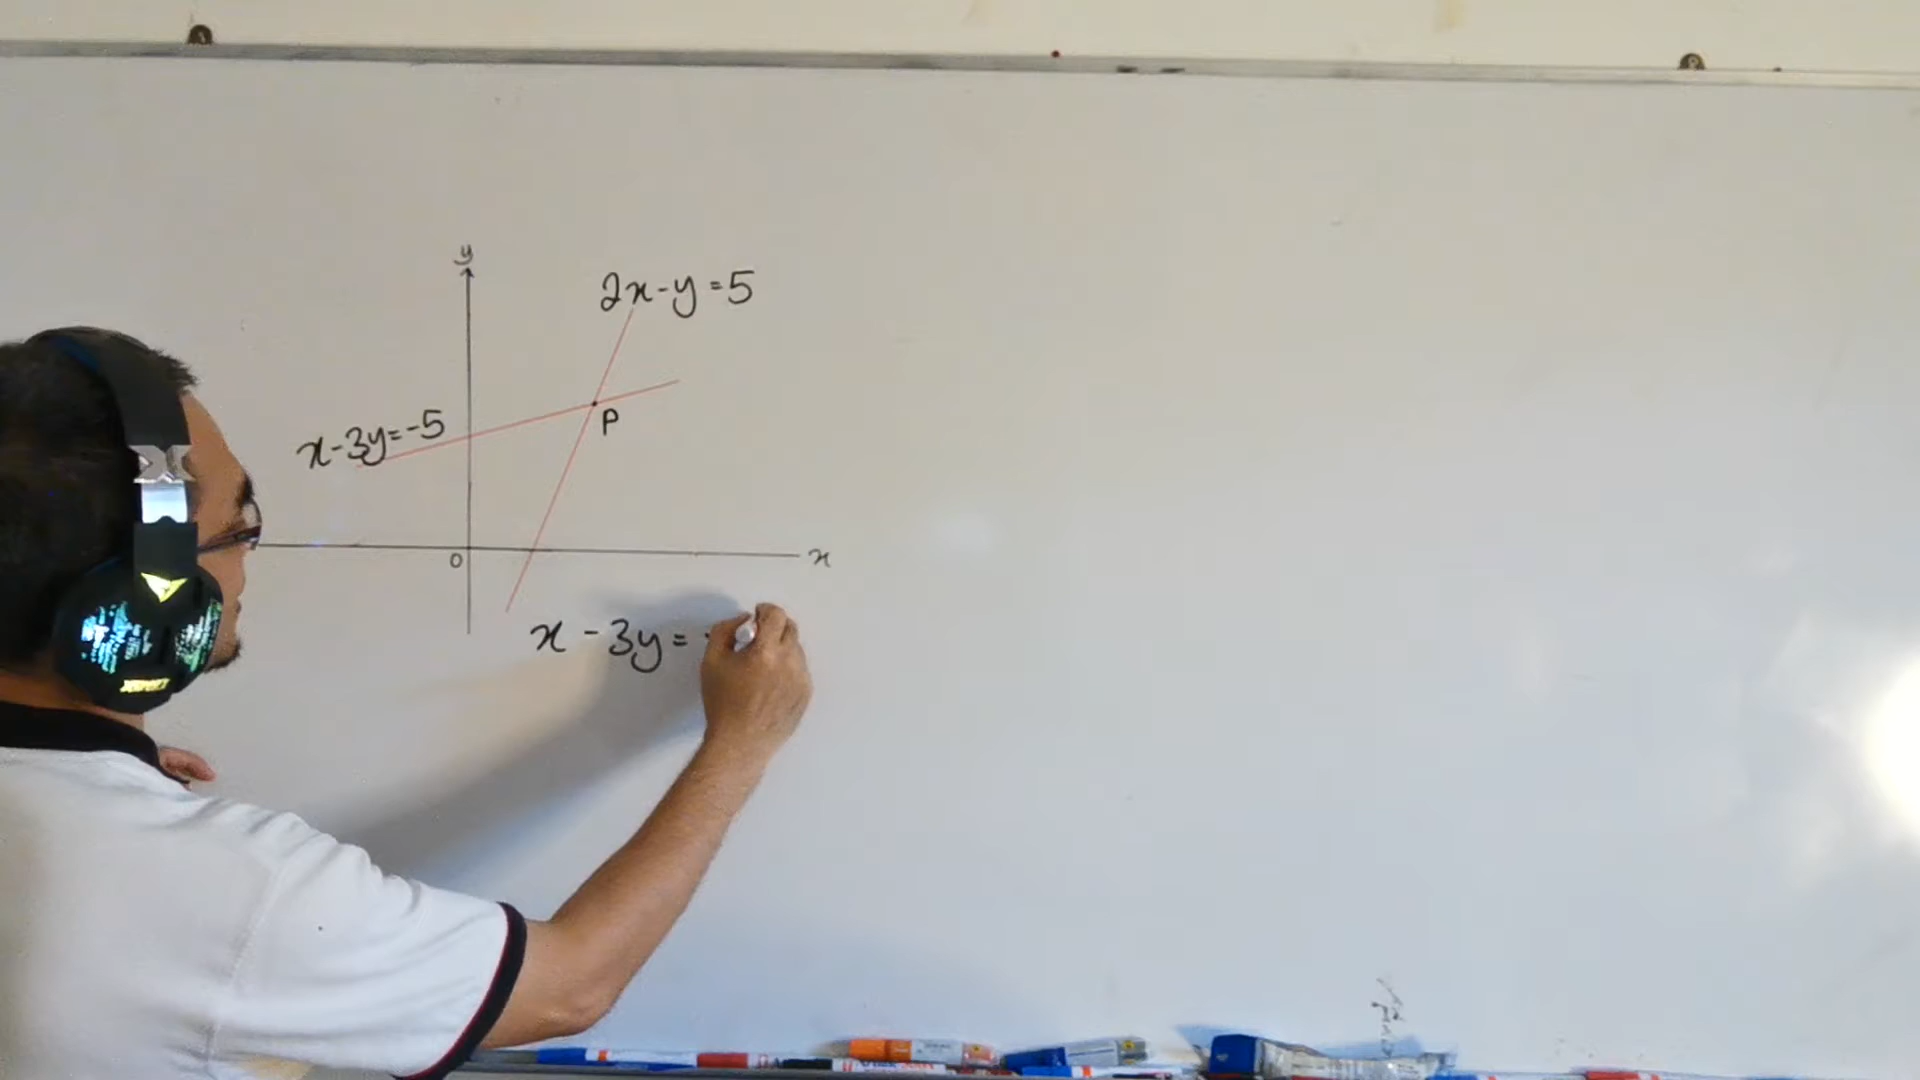 y
2x-y=5
x-3y=-5
P
0
x
x - 3y = -